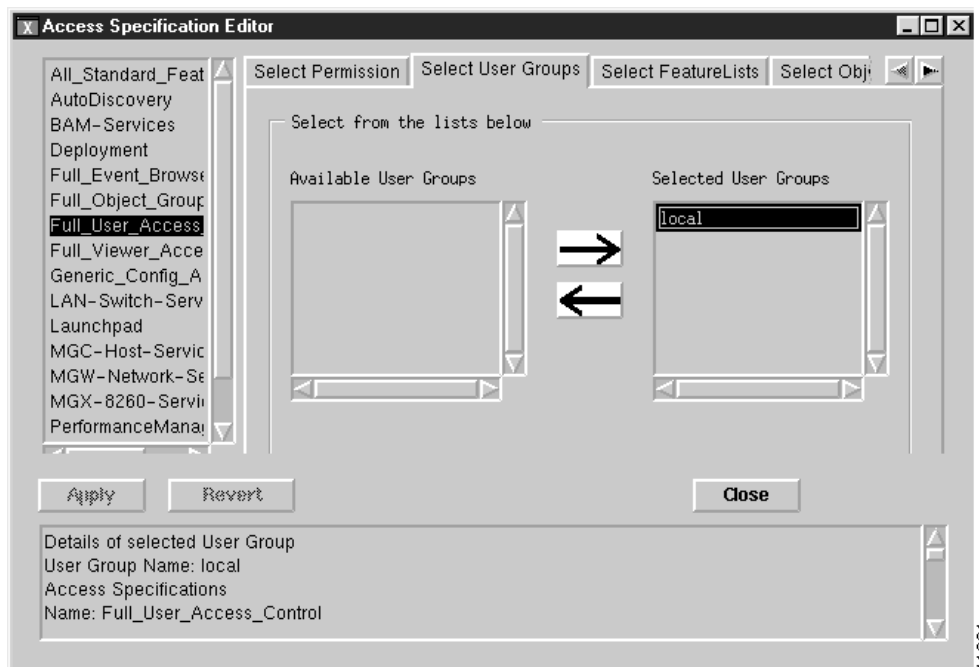 X Access Specification Editor
All_Standard_Feat
AutoDiscovery
BAM-Services
Deployment
Full_Event_Browse
Full_Object_Group
Full_User_Access_
Full_Viewer_Acce
Generic_Config_A
LAN-Switch-Serv
Launchpad
MGC-Host-Servic
MGW-Network-Se
MGX-8260-Servi
PerformanceMana
Select Permission
Select User Groups
Select FeatureLists
Select Obj
Select from the lists below
Available User Groups
Selected User Groups
local
Apply
Revert
Close
Details of selected User Group
User Group Name: local
Access Specifications
Name: Full_User_Access_Control